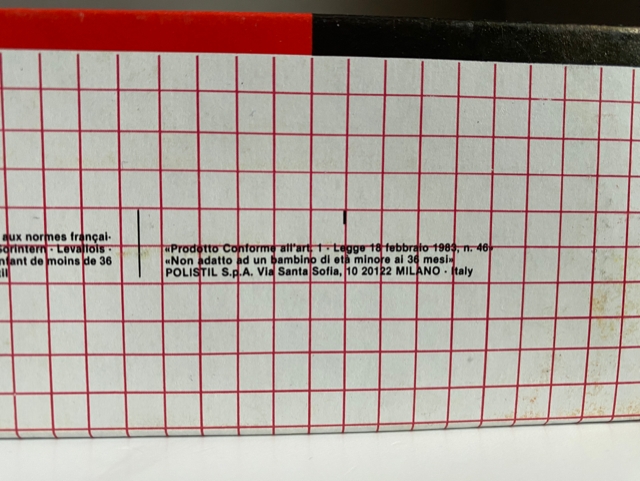 aux normes françai-
Levallois ·
de moins de 36
«Prodotto Conforme all'art. 1 - Legge 18 febbraio 1983, n. 46»
«Non adatto ad un bambino di età minore ai 36 mesi»
POLISTIL S.p.A. Via Santa Sofia, 10 20122 MILANO - Italy